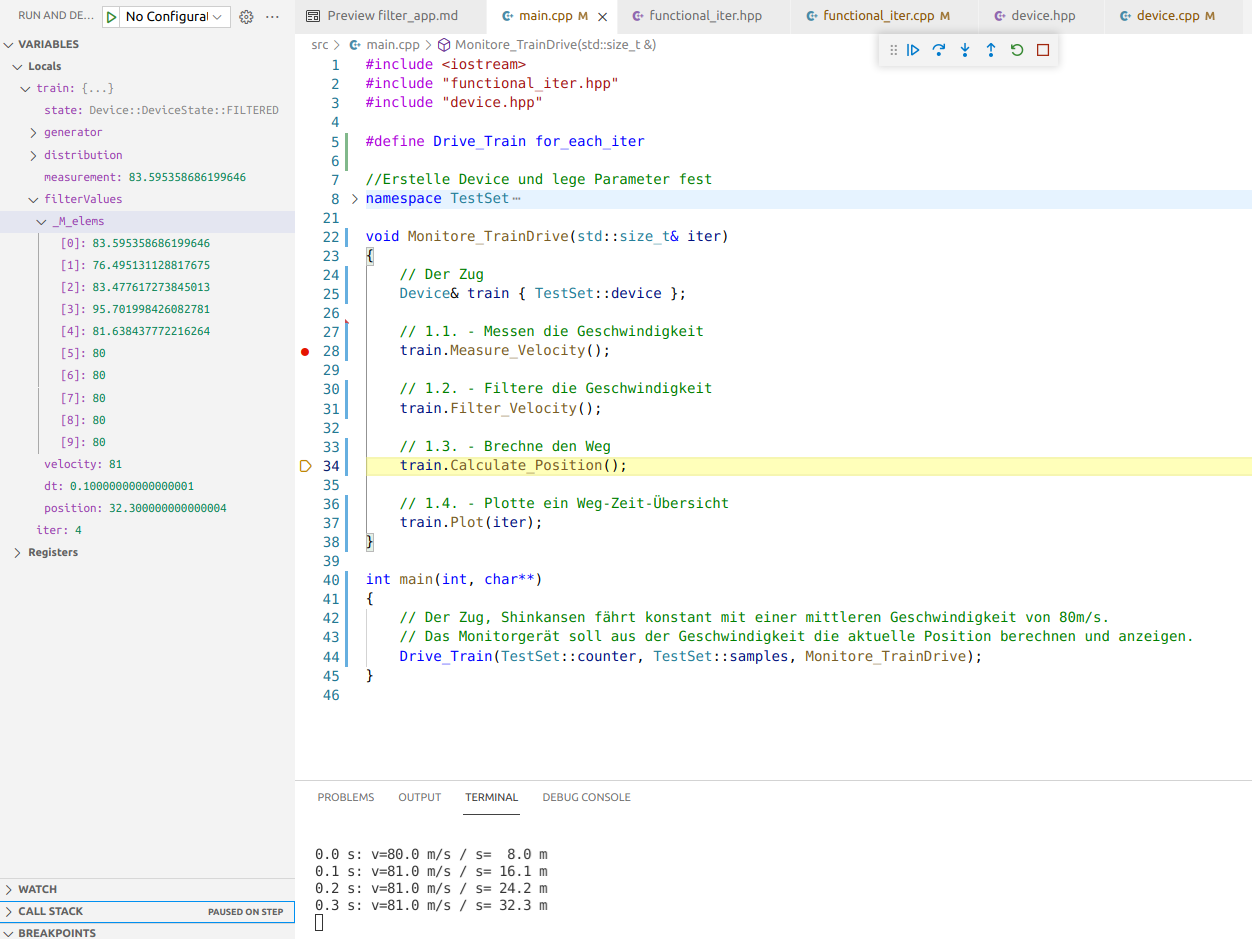 RUN AND DE... No Configurat ...
VARIABLES
Locals
train: {...}
state: Device::DeviceState::FILTERED
generator
distribution
measurement: 83.595358686199646
filterValues
_M_elems
[0]: 83.595358686199646
[1]: 76.495131128817675
[2]: 83.477617273845013
[3]: 95.701998426082781
[4]: 81.638437772216264
[5]: 80
[6]: 80
[7]: 80
[8]: 80
[9]: 80
velocity: 81
dt: 0.10000000000000001
position: 32.300000000000004
iter: 4
Registers
WATCH
CALL STACK PAUSED ON STEP
BREAKPOINTS
Preview filter_app.md main.cpp M functional_iter.hpp functional_iter.cpp M device.hpp device.cpp M
src > main.cpp > Monitore_TrainDrive(std::size_t &)
1 #include <iostream>
2 #include "functional_iter.hpp"
3 #include "device.hpp"
4
5 #define Drive_Train for_each_iter
6
7 //Erstelle Device und lege Parameter fest
8 namespace TestSet ⋯
21
22 void Monitore_TrainDrive(std::size_t& iter)
23 {
24 // Der Zug
25 Device& train { TestSet::device };
26
27 // 1.1. - Messen die Geschwindigkeit
28 train.Measure_Velocity();
29
30 // 1.2. - Filtere die Geschwindigkeit
31 train.Filter_Velocity();
32
33 // 1.3. - Brechne den Weg
34 train.Calculate_Position();
35
36 // 1.4. - Plotte ein Weg-Zeit-Übersicht
37 train.Plot(iter);
38 }
39
40 int main(int, char**)
41 {
42 // Der Zug, Shinkansen fährt konstant mit einer mittleren Geschwindigkeit von 80m/s.
43 // Das Monitorgerät soll aus der Geschwindigkeit die aktuelle Position berechnen und anzeigen.
44 Drive_Train(TestSet::counter, TestSet::samples, Monitore_TrainDrive);
45 }
46
PROBLEMS OUTPUT TERMINAL DEBUG CONSOLE
0.0 s: v=80.0 m/s / s=  8.0 m
0.1 s: v=81.0 m/s / s= 16.1 m
0.2 s: v=81.0 m/s / s= 24.2 m
0.3 s: v=81.0 m/s / s= 32.3 m